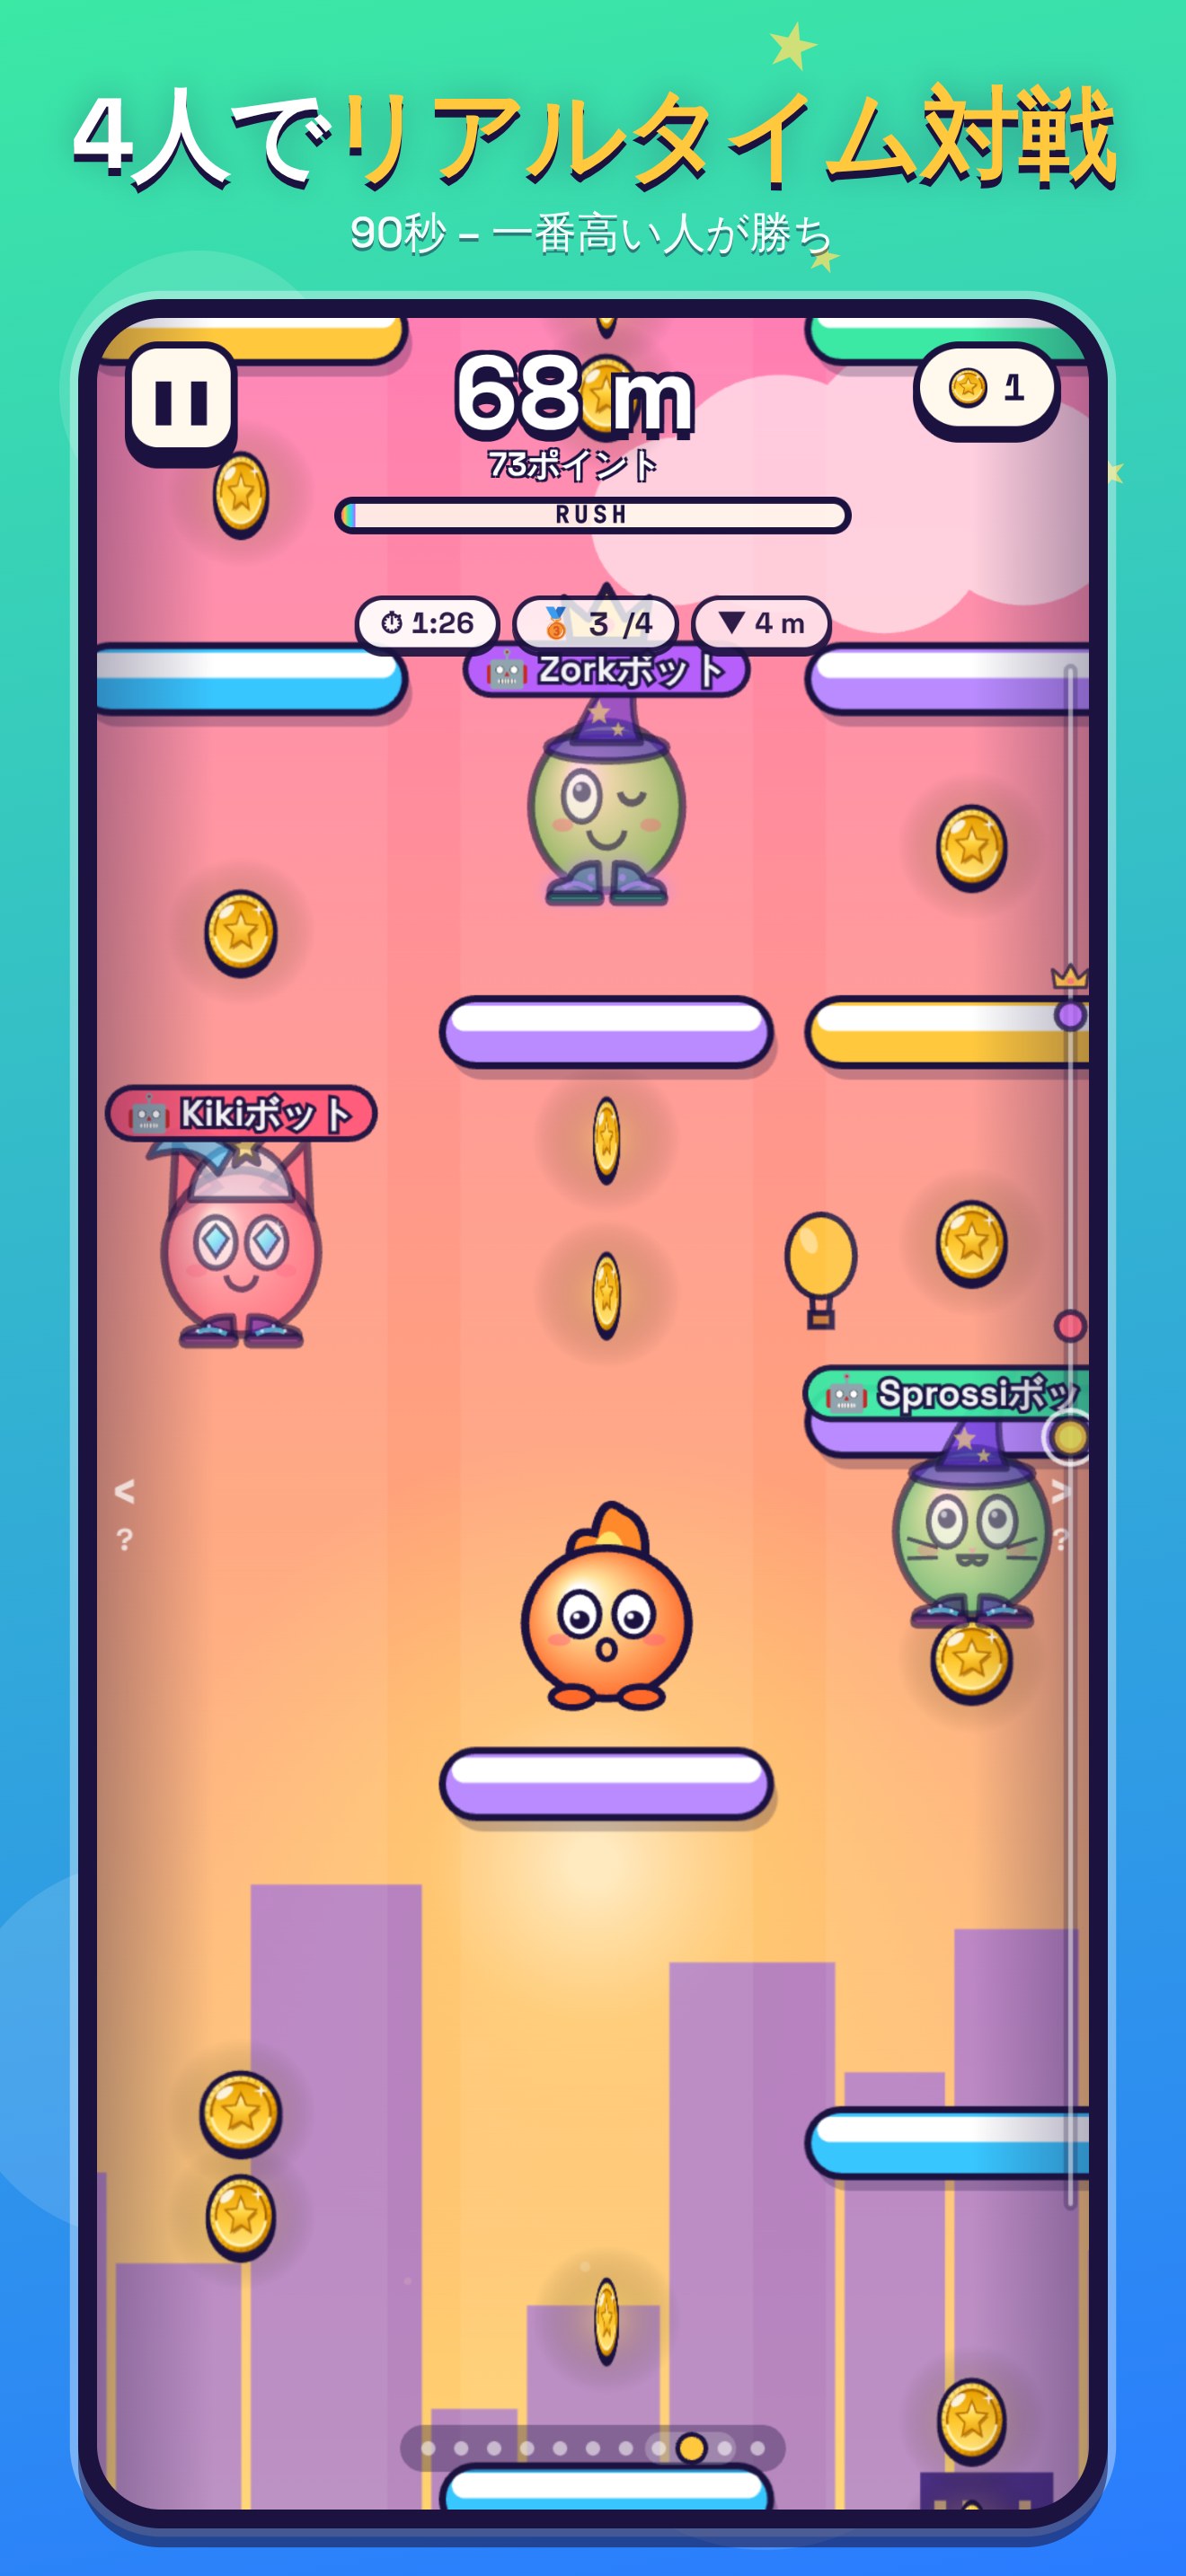 4人でリアルタイム対戦
90秒 – 一番高い人が勝ち
68 m
1
73ポイント
RUSH
1:26
3 /4
▼ 4 m
Zorkボット
Kikiボット
Sprossiボッ
< >
? ?